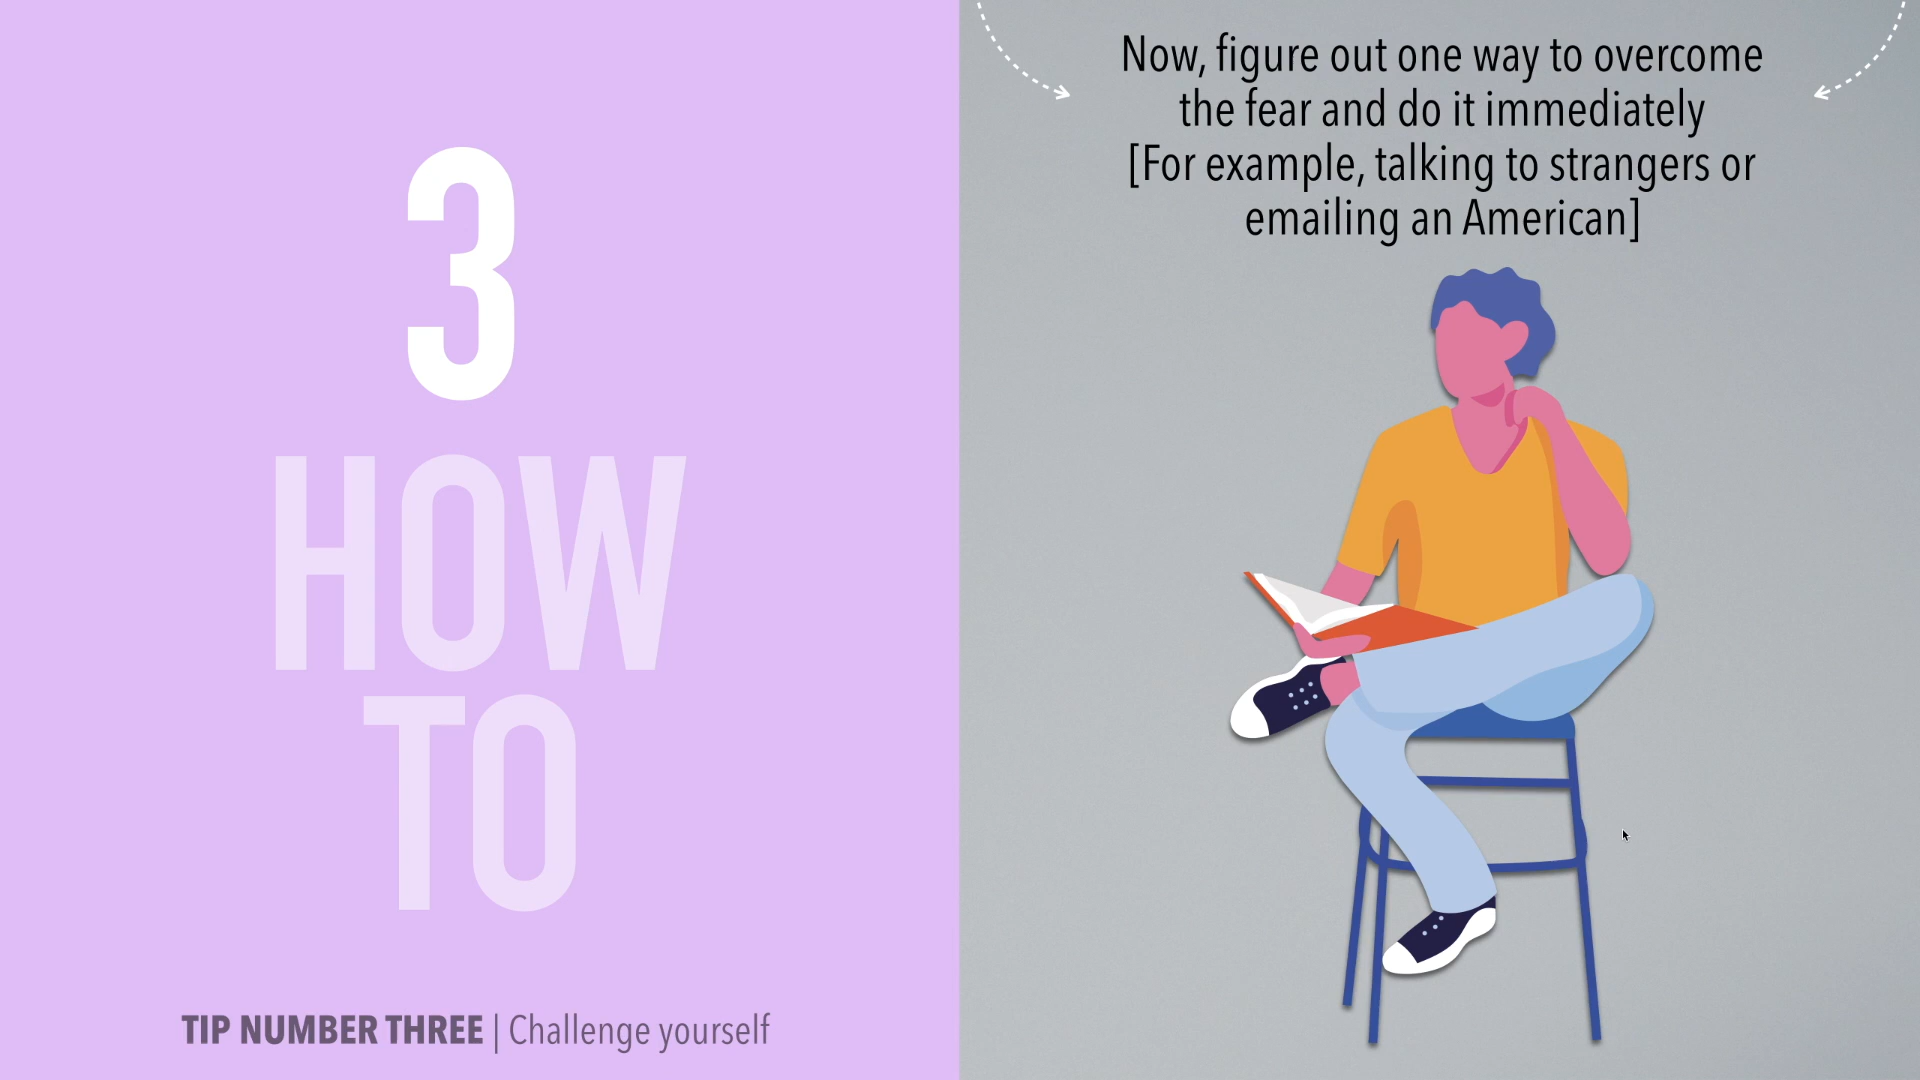 3
HOW
TO
TIP NUMBER THREE | Challenge yourself
Now, figure out one way to overcome
the fear and do it immediately
[For example, talking to strangers or
emailing an American]